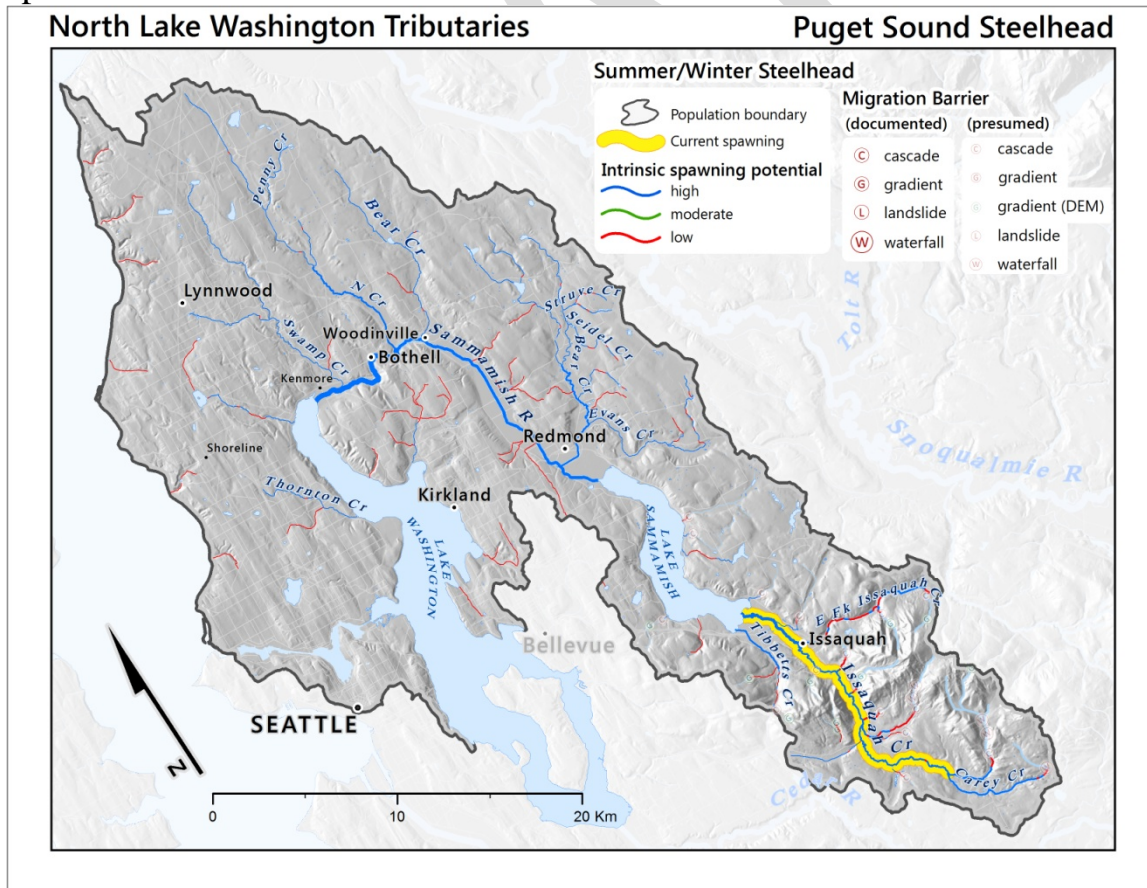 North Lake Washington Tributaries
Puget Sound Steelhead
Summer/Winter Steelhead
Population boundary
Current spawning
Intrinsic spawning potential
high
moderate
low
Migration Barrier
(documented)
C cascade
G gradient
L landslide
W waterfall
(presumed)
C cascade
G gradient
gradient (DEM)
L landslide
W waterfall
Penny Cr
Bear Cr
Lynnwood
N Cr
Swamp Cr
Woodinville
Bothell
Kenmore
Sammamish R
Struve Cr
Seidel Cr
Bear Cr
Evans Cr
Tolt R
Snoqualmie R
Redmond
Shoreline
Thornton Cr
Kirkland
LAKE
WASHINGTON
LAKE
SAMMAMISH
Bellevue
E Fk Issaquah Cr
Issaquah
Tibbetts Cr
Issaquah Cr
Carey Cr
Cedar R
SEATTLE
N
0 10 20 Km